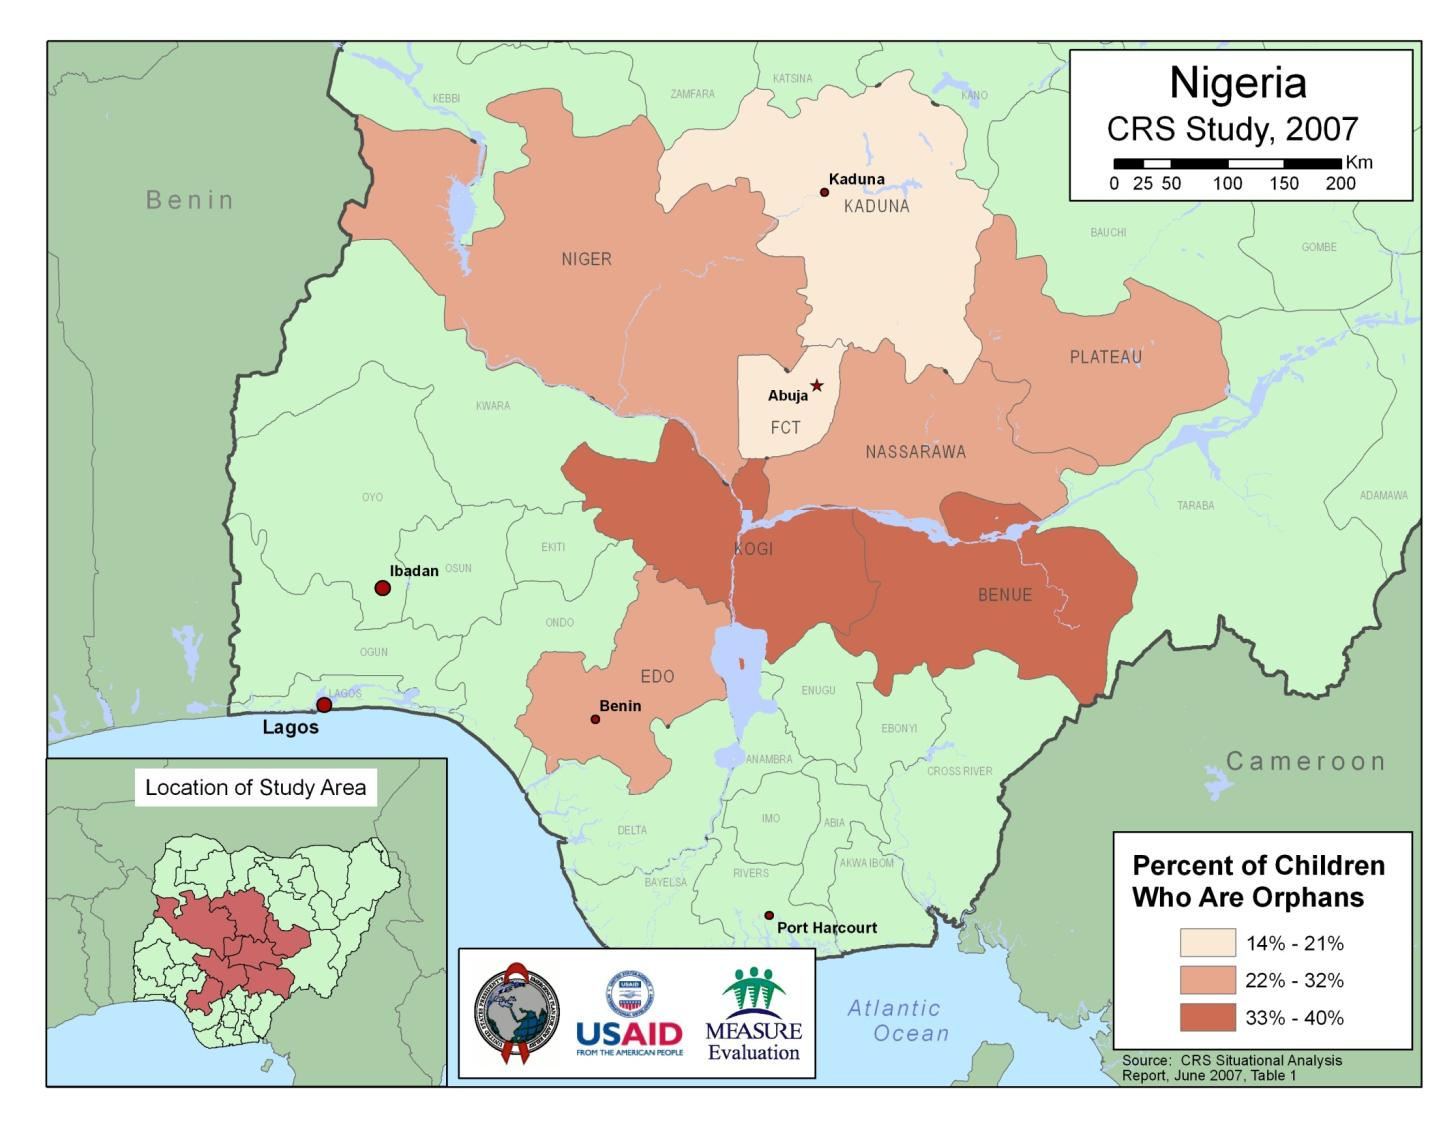 Nigeria
CRS Study, 2007
Km
0 25 50 100 150 200
KEBBI
ZAMFARA
KATSINA
KANO
Benin
Kaduna
KADUNA
BAUCHI
GOMBE
NIGER
PLATEAU
Abuja
FCT
KWARA
NASSARAWA
OYO
TARABA
ADAMAWA
EKITI
KOGI
Ibadan
OSUN
BENUE
ONDO
OGUN
EDO
ENUGU
LAGOS
Lagos
Benin
EBONYI
ANAMBRA
CROSS RIVER
Cameroon
Location of Study Area
DELTA
IMO
ABIA
AKWA IBOM
RIVERS
BAYELSA
Port Harcourt
Percent of Children
Who Are Orphans
14% - 21%
22% - 32%
33% - 40%
Atlantic
Ocean
USAID
USAID
FROM THE AMERICAN PEOPLE
MEASURE
Evaluation
Source: CRS Situational Analysis
Report, June 2007, Table 1